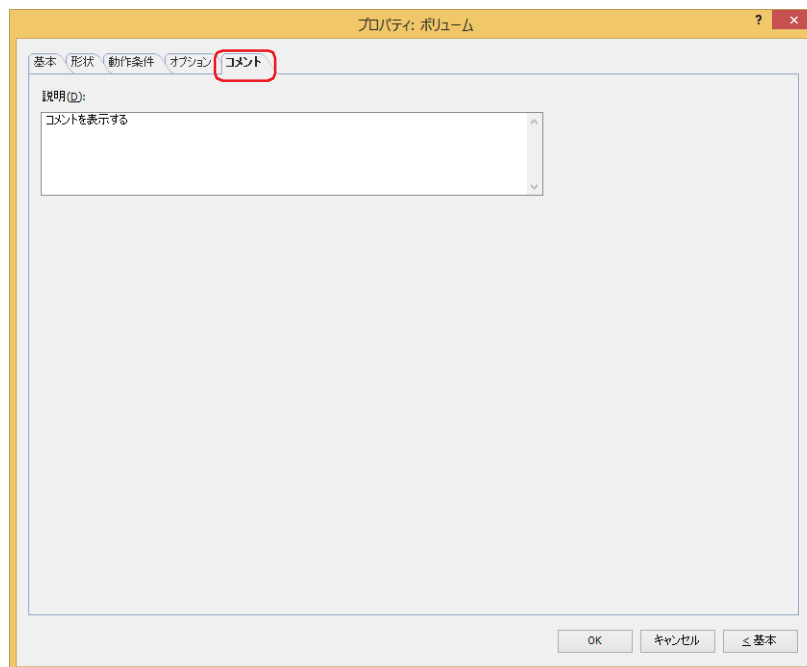 プロパティ: ボリューム
?
基本 形状 動作条件 オプション コメント
説明(D):
コメントを表示する
OK キャンセル < 基本